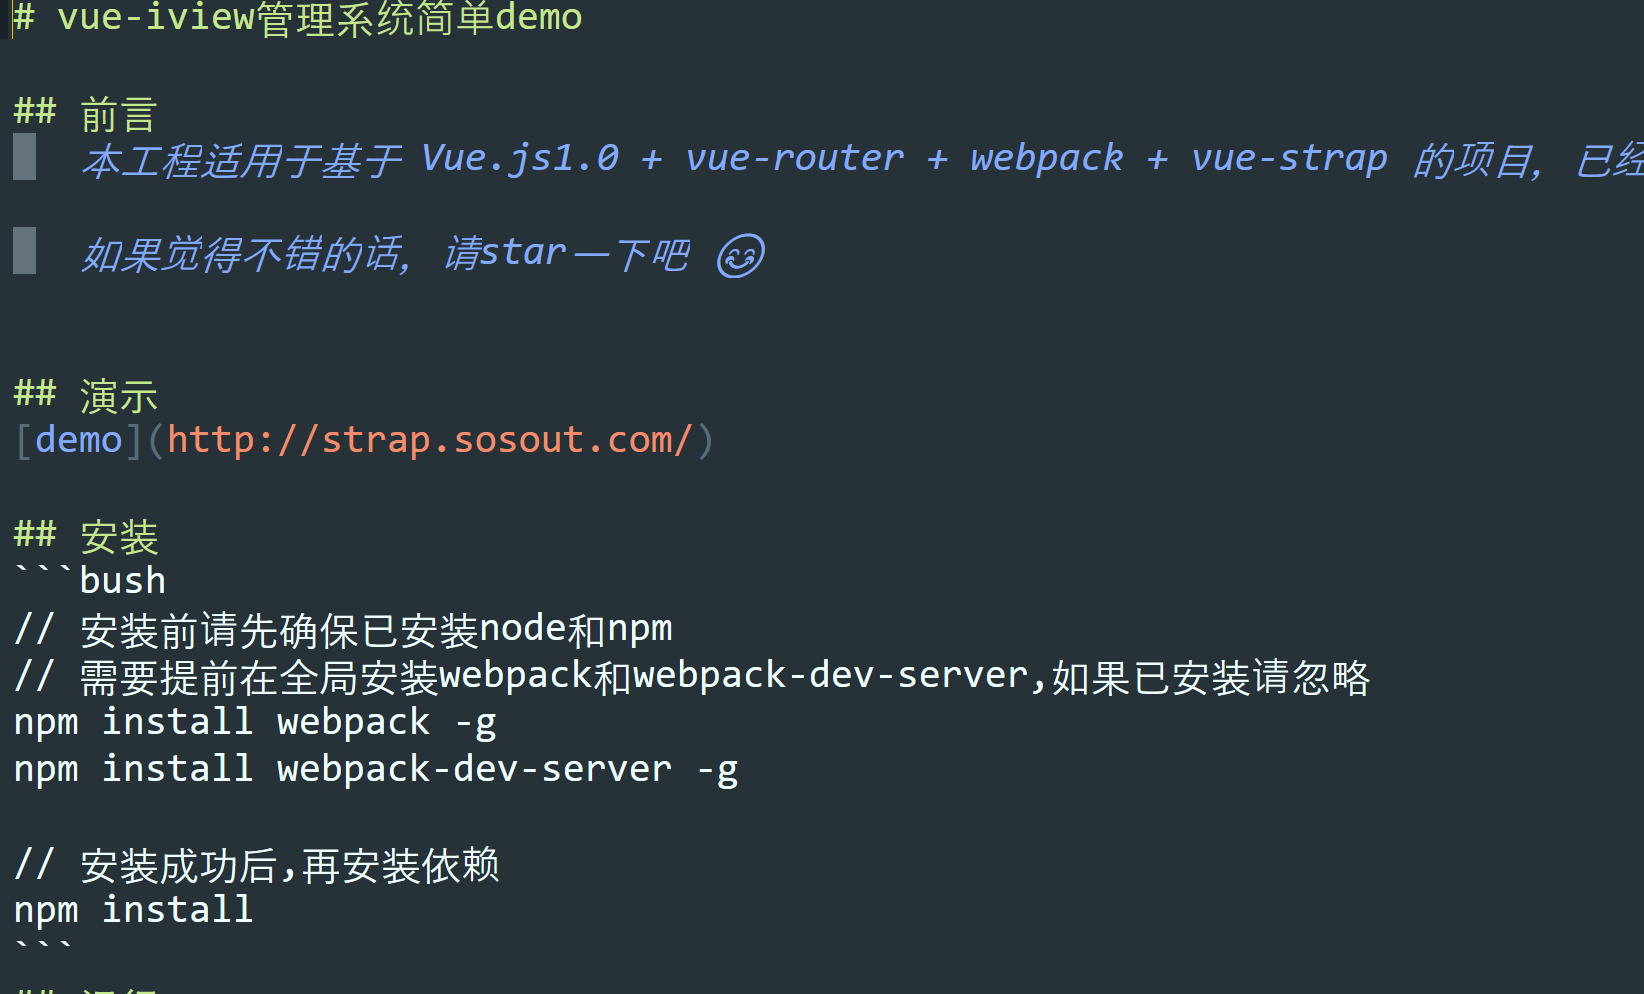 # vue-iview管理系统简单demo
## 前言
本工程适用于基于 Vue.js1.0 + vue-router + webpack + vue-strap 的项目, 已经
如果觉得不错的话, 请star一下吧 😊
## 演示
[demo](http://strap.sosout.com/)
## 安装
```bush
// 安装前请先确保已安装node和npm
// 需要提前在全局安装webpack和webpack-dev-server,如果已安装请忽略
npm install webpack -g
npm install webpack-dev-server -g
// 安装成功后,再安装依赖
npm install
```
##